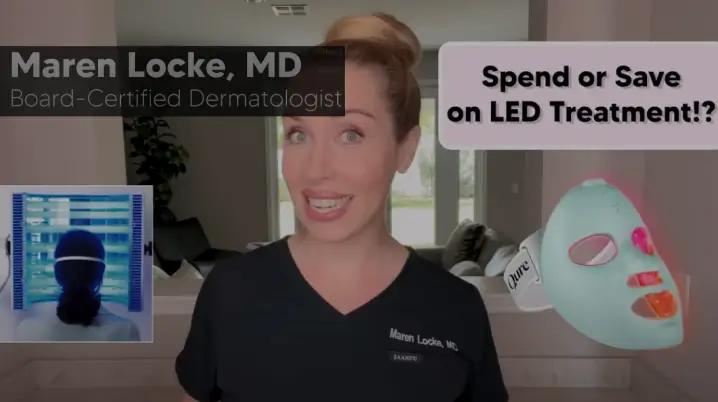 Maren Locke, MD
Board-Certified Dermatologist
Spend or Save
on LED Treatment!?
Qure
Maren Locke, MD